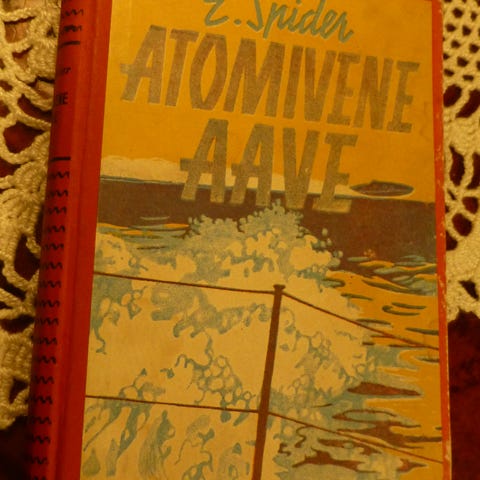 E. Spider
ATOMIVENE
AAVE